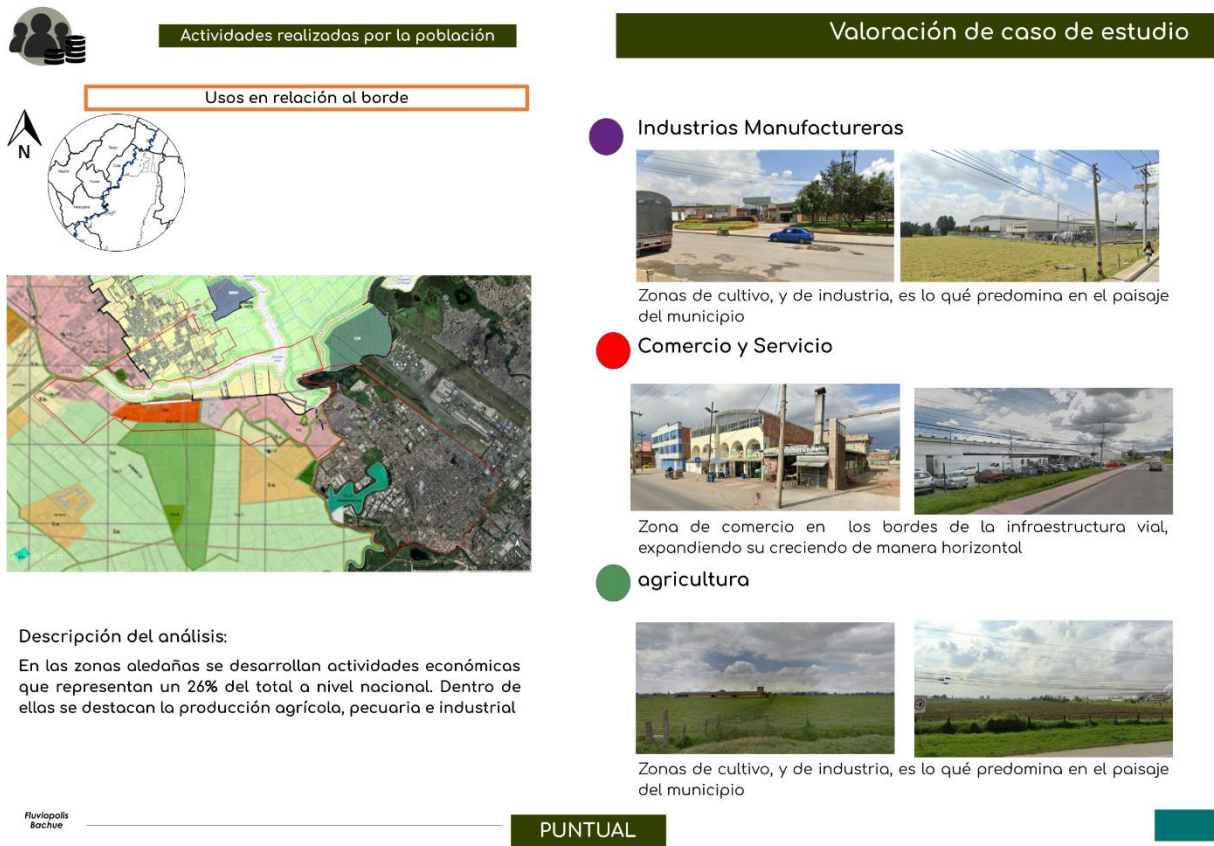 Actividades realizadas por la población
Usos en relación al borde
N
Descripción del análisis:
En las zonas aledañas se desarrollan actividades económicas
que representan un 26% del total a nivel nacional. Dentro de
ellas se destacan la producción agrícola, pecuaria e industrial
Valoración de caso de estudio
Industrias Manufactureras
Zonas de cultivo, y de industria, es lo qué predomina en el paisaje
del municipio
Comercio y Servicio
Zona de comercio en los bordes de la infraestructura vial,
expandiendo su creciendo de manera horizontal
agricultura
Zonas de cultivo, y de industria, es lo qué predomina en el paisaje
del municipio
Fluviopolis
Bachue
PUNTUAL